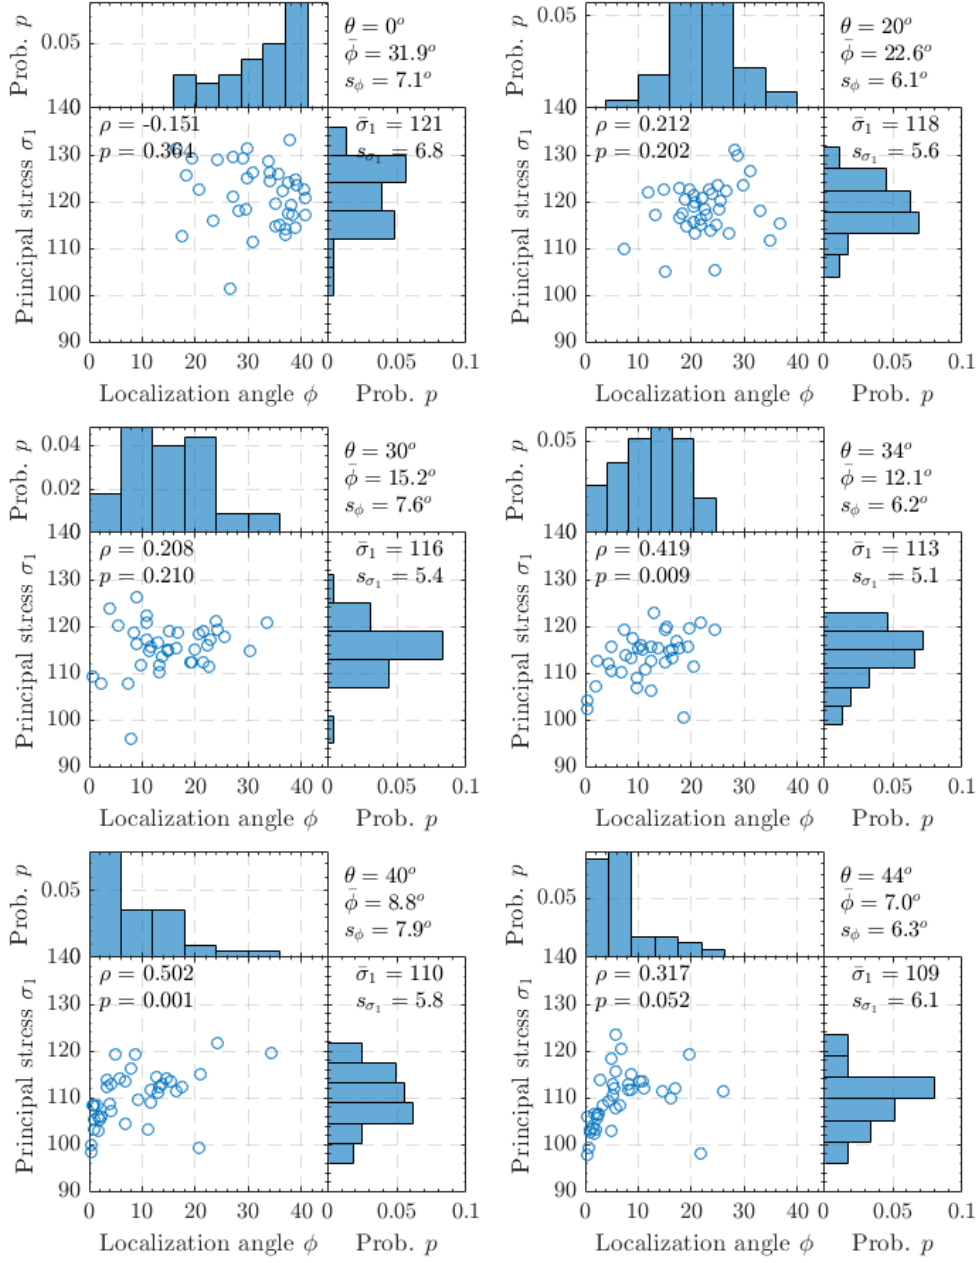 Prob. p
0.05
140
θ = 0°
ϕ̄ = 31.9°
s_ϕ = 7.1°
Principal stress σ₁
130
120
110
100
90
ρ = -0.151
p = 0.364
σ̄₁ = 121
s_σ₁ = 6.8
0 10 20 30 40
0 0.05 0.1
Localization angle ϕ
Prob. p
Prob. p
0.05
140
θ = 20°
ϕ̄ = 22.6°
s_ϕ = 6.1°
Principal stress σ₁
130
120
110
100
90
ρ = 0.212
p = 0.202
σ̄₁ = 118
s_σ₁ = 5.6
0 10 20 30 40
0 0.05 0.1
Localization angle ϕ
Prob. p
Prob. p
0.04
0.02
140
θ = 30°
ϕ̄ = 15.2°
s_ϕ = 7.6°
Principal stress σ₁
130
120
110
100
90
ρ = 0.208
p = 0.210
σ̄₁ = 116
s_σ₁ = 5.4
0 10 20 30 40
0 0.05 0.1
Localization angle ϕ
Prob. p
Prob. p
0.05
140
θ = 34°
ϕ̄ = 12.1°
s_ϕ = 6.2°
Principal stress σ₁
130
120
110
100
90
ρ = 0.419
p = 0.009
σ̄₁ = 113
s_σ₁ = 5.1
0 10 20 30 40
0 0.05 0.1
Localization angle ϕ
Prob. p
Prob. p
0.05
140
θ = 40°
ϕ̄ = 8.8°
s_ϕ = 7.9°
Principal stress σ₁
130
120
110
100
90
ρ = 0.502
p = 0.001
σ̄₁ = 110
s_σ₁ = 5.8
0 10 20 30 40
0 0.05 0.1
Localization angle ϕ
Prob. p
Prob. p
0.05
140
θ = 44°
ϕ̄ = 7.0°
s_ϕ = 6.3°
Principal stress σ₁
130
120
110
100
90
ρ = 0.317
p = 0.052
σ̄₁ = 109
s_σ₁ = 6.1
0 10 20 30 40
0 0.05 0.1
Localization angle ϕ
Prob. p